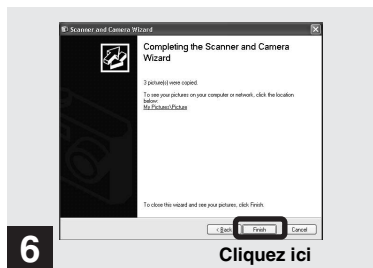 Scanner and Camera Wizard
Completing the Scanner and Camera
Wizard
3 picture(s) were copied.
To see your pictures on your computer or network, click the location
below:
My Pictures\Picture
To close this wizard and see your pictures, click Finish.
< Back
Finish
Cancel
6
Cliquez ici